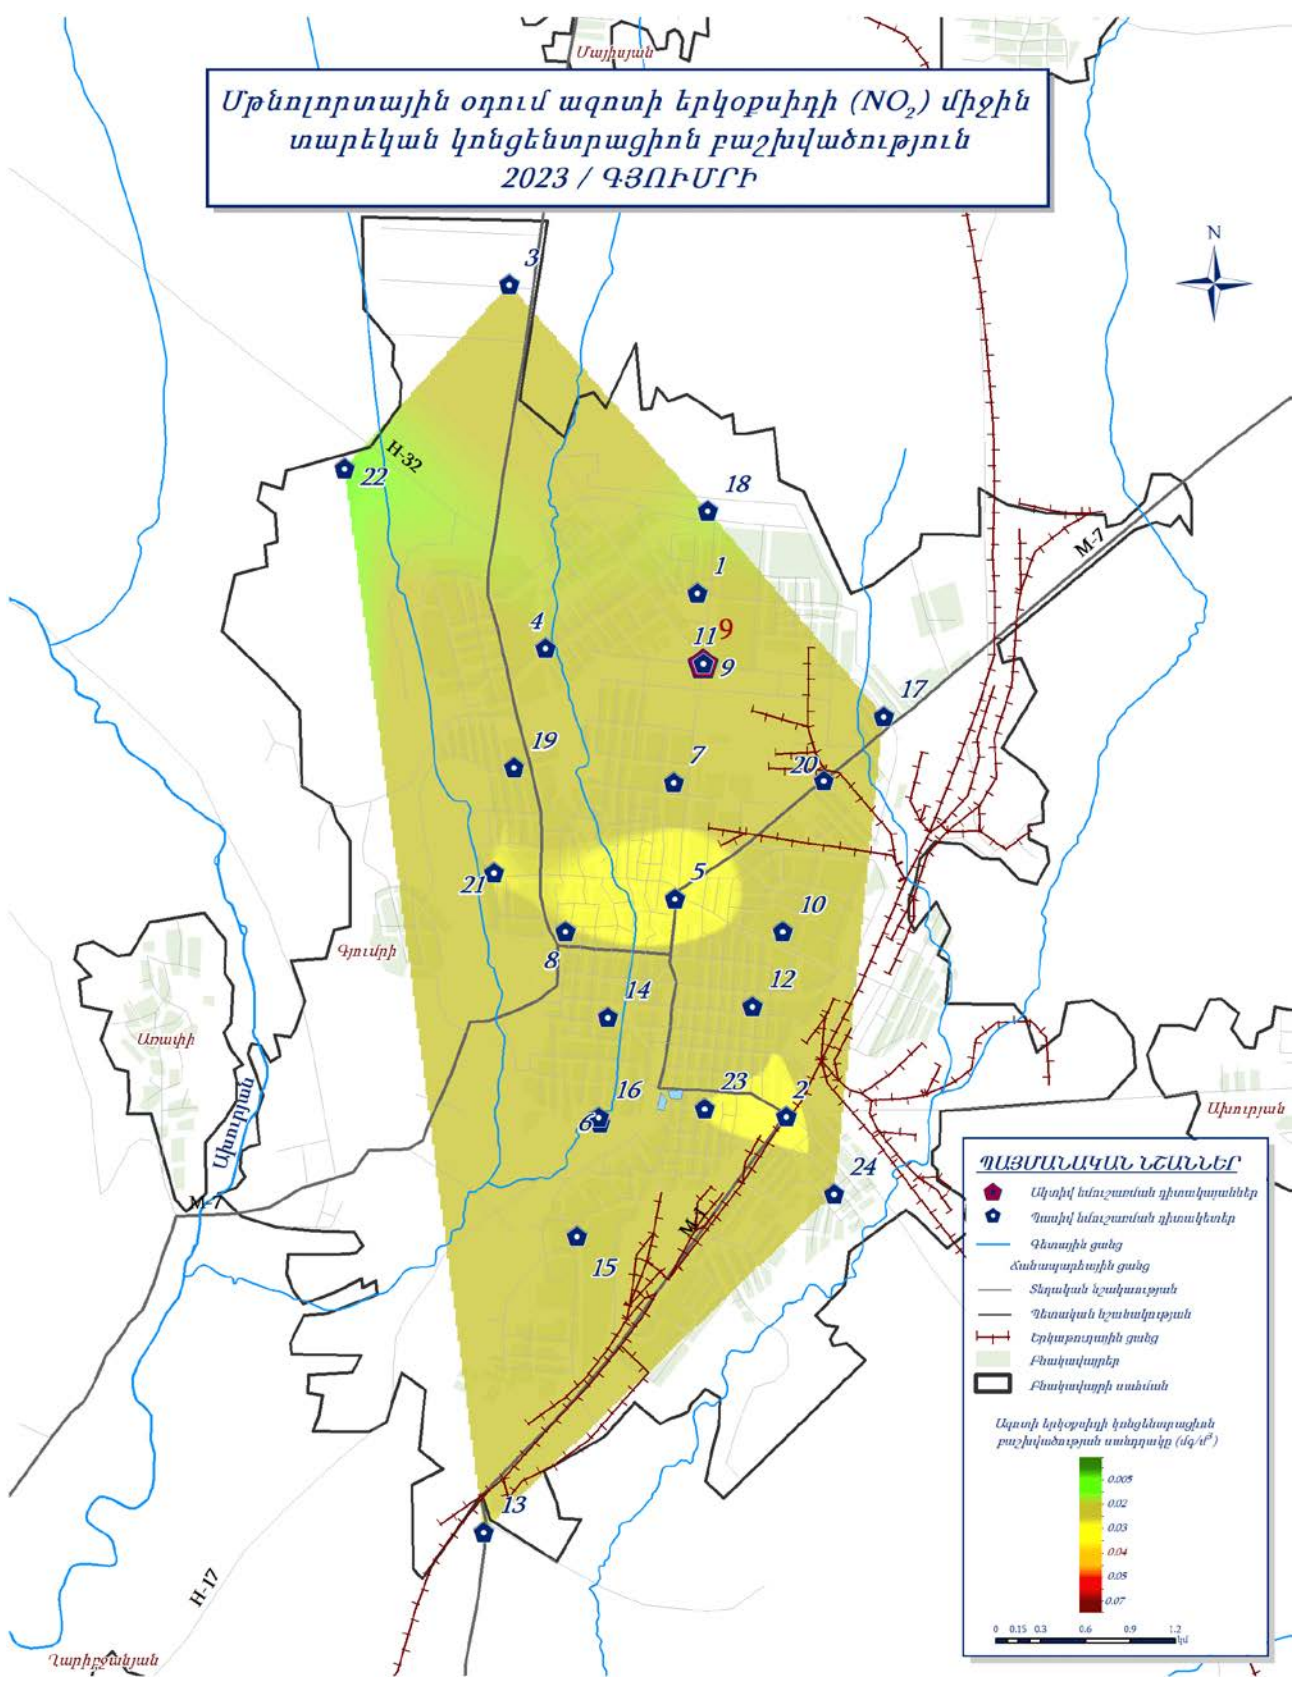 Մայիսյան
Մթնոլորտային օդում ազոտի երկօքսիդի (NO₂) միջին
տարեկան կոնցենտրացիոն բաշխվածություն
2023 / ԳՅՈՒՄՐԻ
N
3
H-32
22
18
M-7
1
4
11
9
9
17
19
7
20
21
5
10
8
Գյումրի
12
14
Առափի
16
23
2
6
Ախուրյան
Ախուրյան
24
M-7
M-1
15
13
H-17
Ղարիբջանյան
ՊԱՅՄԱՆԱԿԱՆ ՆՇԱՆՆԵՐ
Ակտիվ նմուշառման դիտակայաններ
Պասիվ նմուշառման դիտակետեր
Գետային ցանց
Ճանապարհային ցանց
Տեղական նշանակության
Պետական նշանակության
Երկաթուղային ցանց
Բնակավայրեր
Բնակավայրի սահման
Ազոտի երկօքսիդի կոնցենտրացիոն
բաշխվածության սանդղակը (մգ/մ³)
0.005
0.02
0.03
0.04
0.05
0.07
0 0.15 0.3 0.6 0.9 1.2
կմ